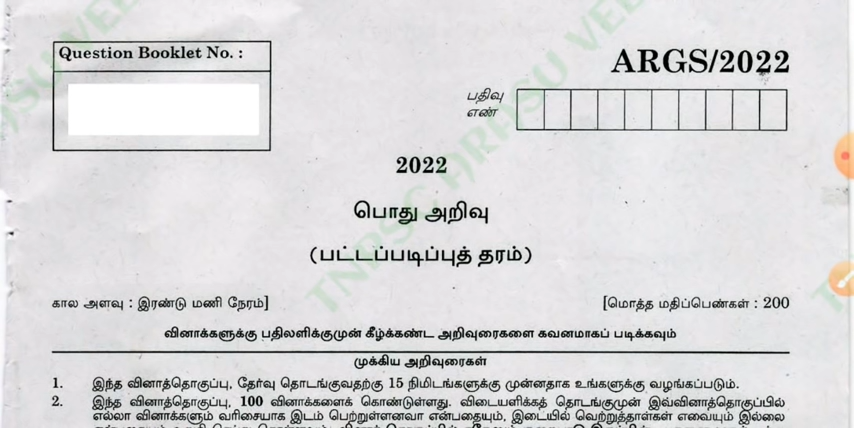 Question Booklet No. :
ARGS/2022
பதிவு
எண்
2022
பொது அறிவு
(பட்டப்படிப்புத் தரம்)
கால அளவு : இரண்டு மணி நேரம்]
[மொத்த மதிப்பெண்கள் : 200
வினாக்களுக்கு பதிலளிக்குமுன் கீழ்க்கண்ட அறிவுரைகளை கவனமாகப் படிக்கவும்
முக்கிய அறிவுரைகள்
1. இந்த வினாத்தொகுப்பு, தேர்வு தொடங்குவதற்கு 15 நிமிடங்களுக்கு முன்னதாக உங்களுக்கு வழங்கப்படும்.
2. இந்த வினாத்தொகுப்பு, 100 வினாக்களைக் கொண்டுள்ளது. விடையளிக்கத் தொடங்குமுன் இவ்வினாத்தொகுப்பில்
எல்லா வினாக்களும் வரிசையாக இடம் பெற்றுள்ளனவா என்பதையும், இடையில் வெற்றுத்தாள்கள் எவையும் இல்லை